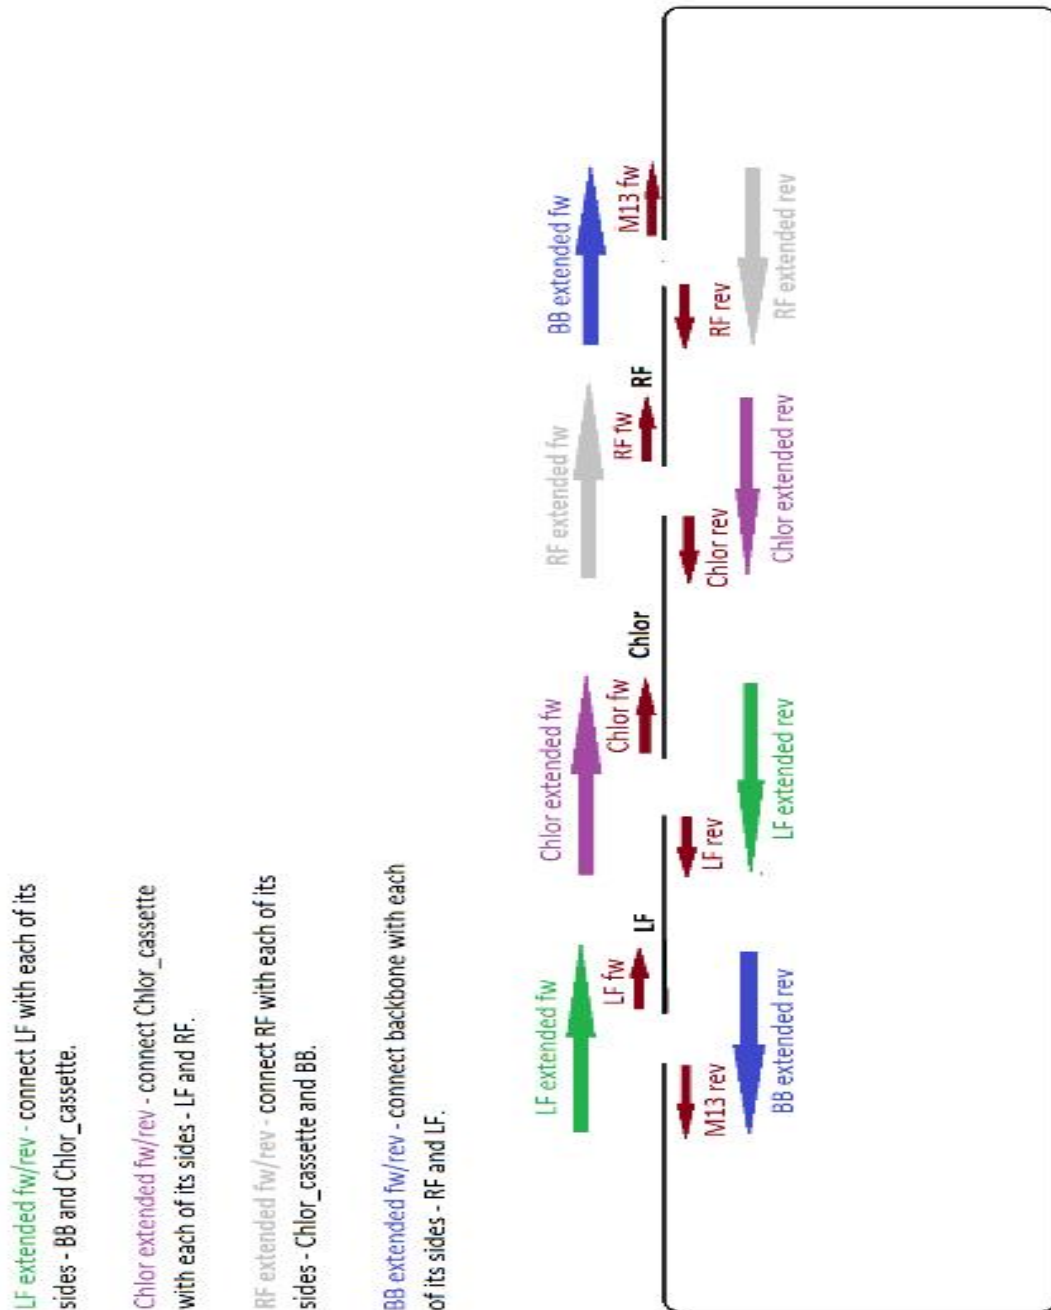 LF extended fw/rev - connect LF with each of its
sides - BB and Chlor_cassette.
Chlor extended fw/rev - connect Chlor_cassette
with each of its sides - LF and RF.
RF extended fw/rev - connect RF with each of its
sides - Chlor_cassette and BB.
BB extended fw/rev - connect backbone with each
of its sides - RF and LF.
LF extended fw
Chlor extended fw
RF extended fw
BB extended fw
LF fw
LF
Chlor fw
Chlor
RF fw
RF
M13 fw
M13 rev
LF rev
Chlor rev
RF rev
BB extended rev
LF extended rev
Chlor extended rev
RF extended rev